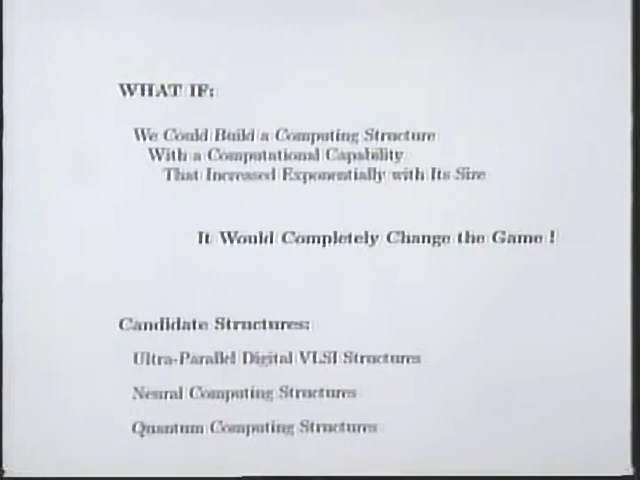 WHAT IF:
We Could Build a Computing Structure
With a Computational Capability
That Increased Exponentially with Its Size
It Would Completely Change the Game !
Candidate Structures:
Ultra-Parallel Digital VLSI Structures
Neural Computing Structures
Quantum Computing Structures